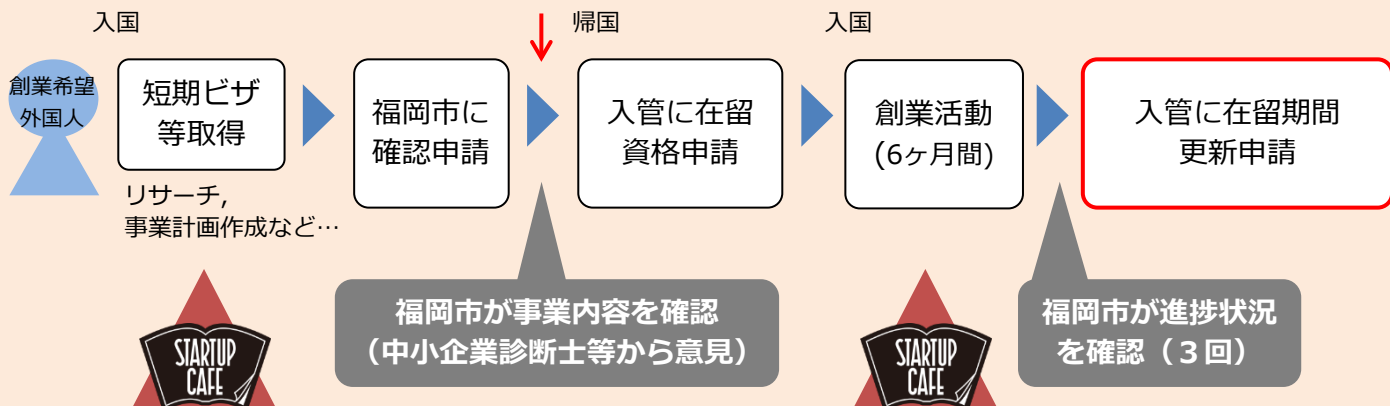 入国
帰国
入国
創業希望
外国人
短期ビザ
等取得
福岡市に
確認申請
入管に在留
資格申請
創業活動
(6ヶ月間)
入管に在留期間
更新申請
リサーチ,
事業計画作成など…
福岡市が事業内容を確認
（中小企業診断士等から意見）
福岡市が進捗状況
を確認（３回）
STARTUP
CAFE
STARTUP
CAFE